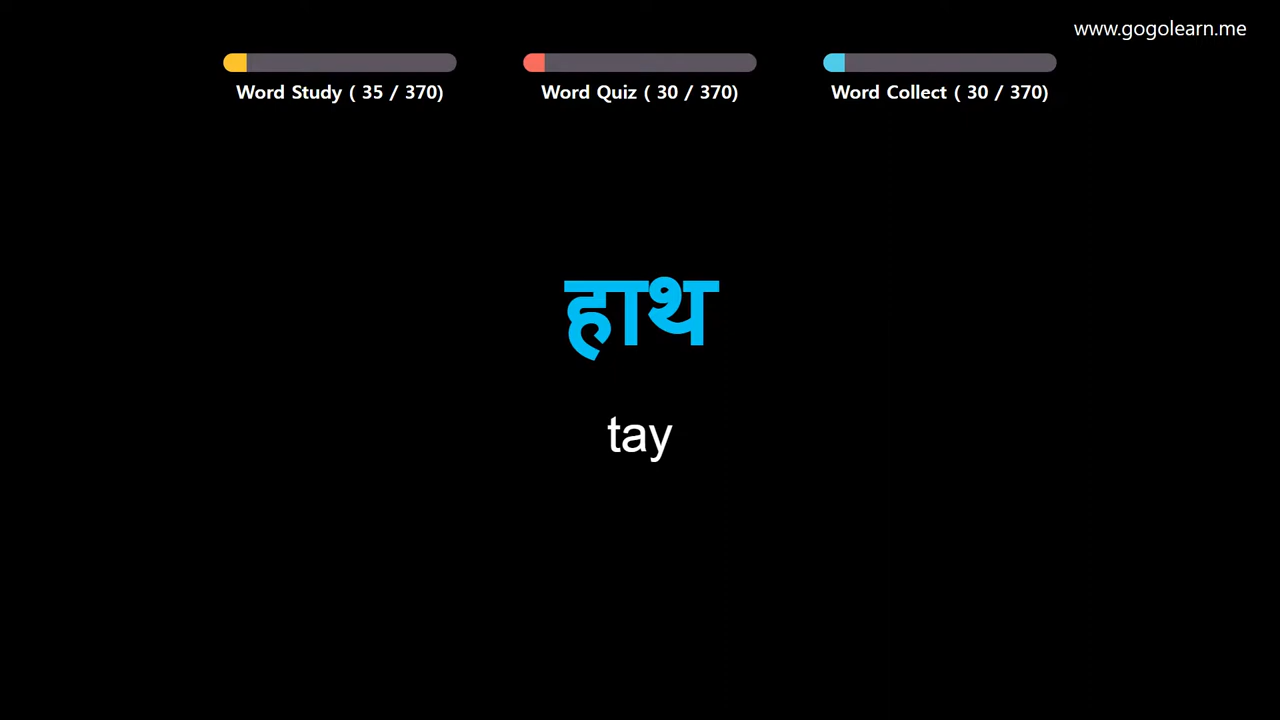 www.gogolearn.me
Word Study ( 35 / 370)
Word Quiz ( 30 / 370)
Word Collect ( 30 / 370)
हाथ
tay